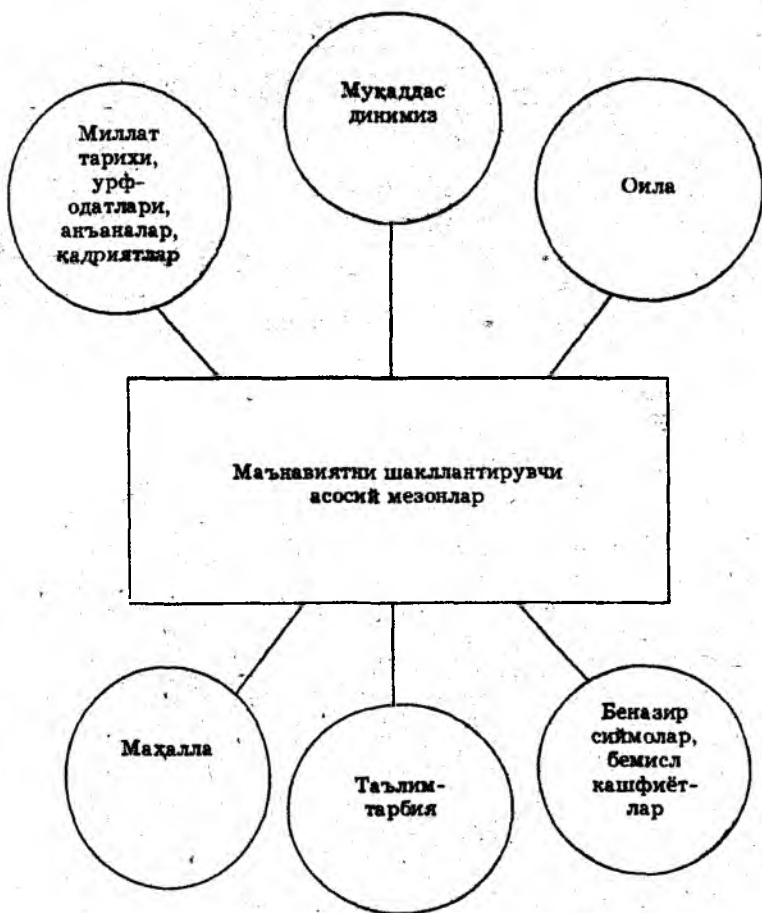 Миллат
тарихи,
урф-
одатлари,
анъаналар,
қадриятлар
Муқаддас
динимиз
Оила
Маънавиятни шакллантирувчи
асосий мезонлар
Маҳалла
Таълим-
тарбия
Беназир
сиймолар,
бемисл
кашфиёт-
лар